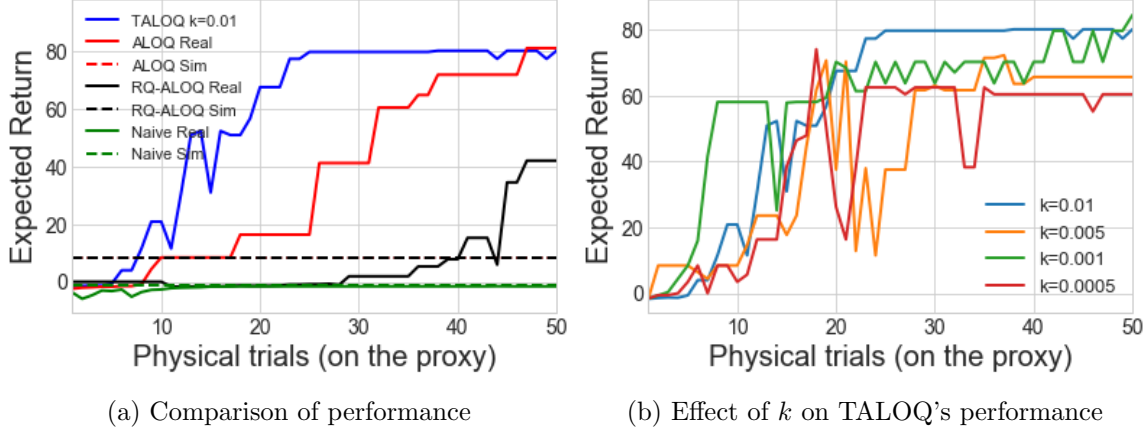 Expected Return
80
60
40
20
0
TALOQ k=0.01
ALOQ Real
ALOQ Sim
RQ-ALOQ Real
RQ-ALOQ Sim
Naive Real
Naive Sim
10 20 30 40 50
Physical trials (on the proxy)
(a) Comparison of performance
Expected Return
80
60
40
20
0
k=0.01
k=0.005
k=0.001
k=0.0005
10 20 30 40 50
Physical trials (on the proxy)
(b) Effect of k on TALOQ's performance